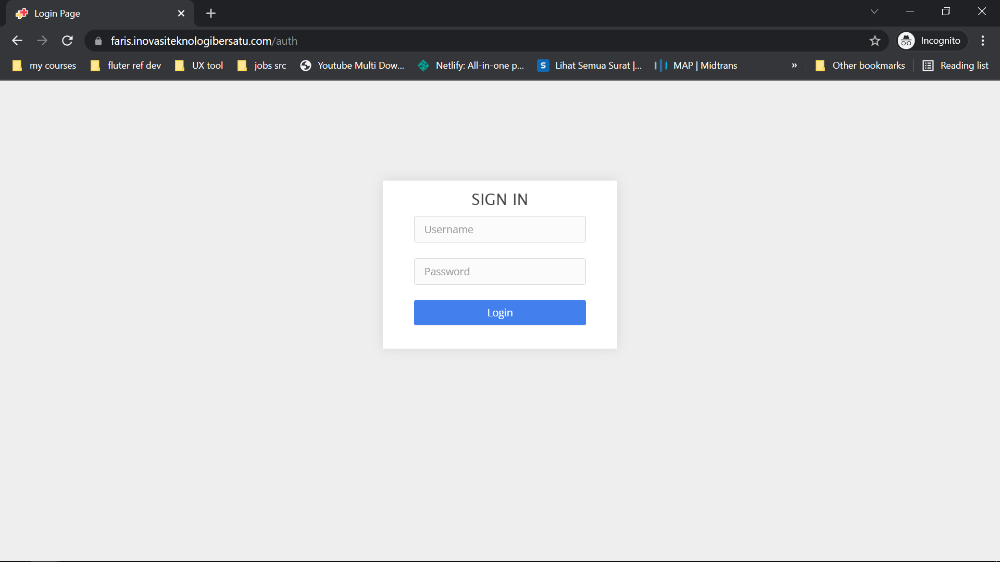 Login Page
faris.inovasiteknologibersatu.com/auth
Incognito
my courses
fluter ref dev
UX tool
jobs src
Youtube Multi Dow...
Netlify: All-in-one p...
S
Lihat Semua Surat |...
MAP | Midtrans
»
Other bookmarks
Reading list
SIGN IN
Username
Password
Login